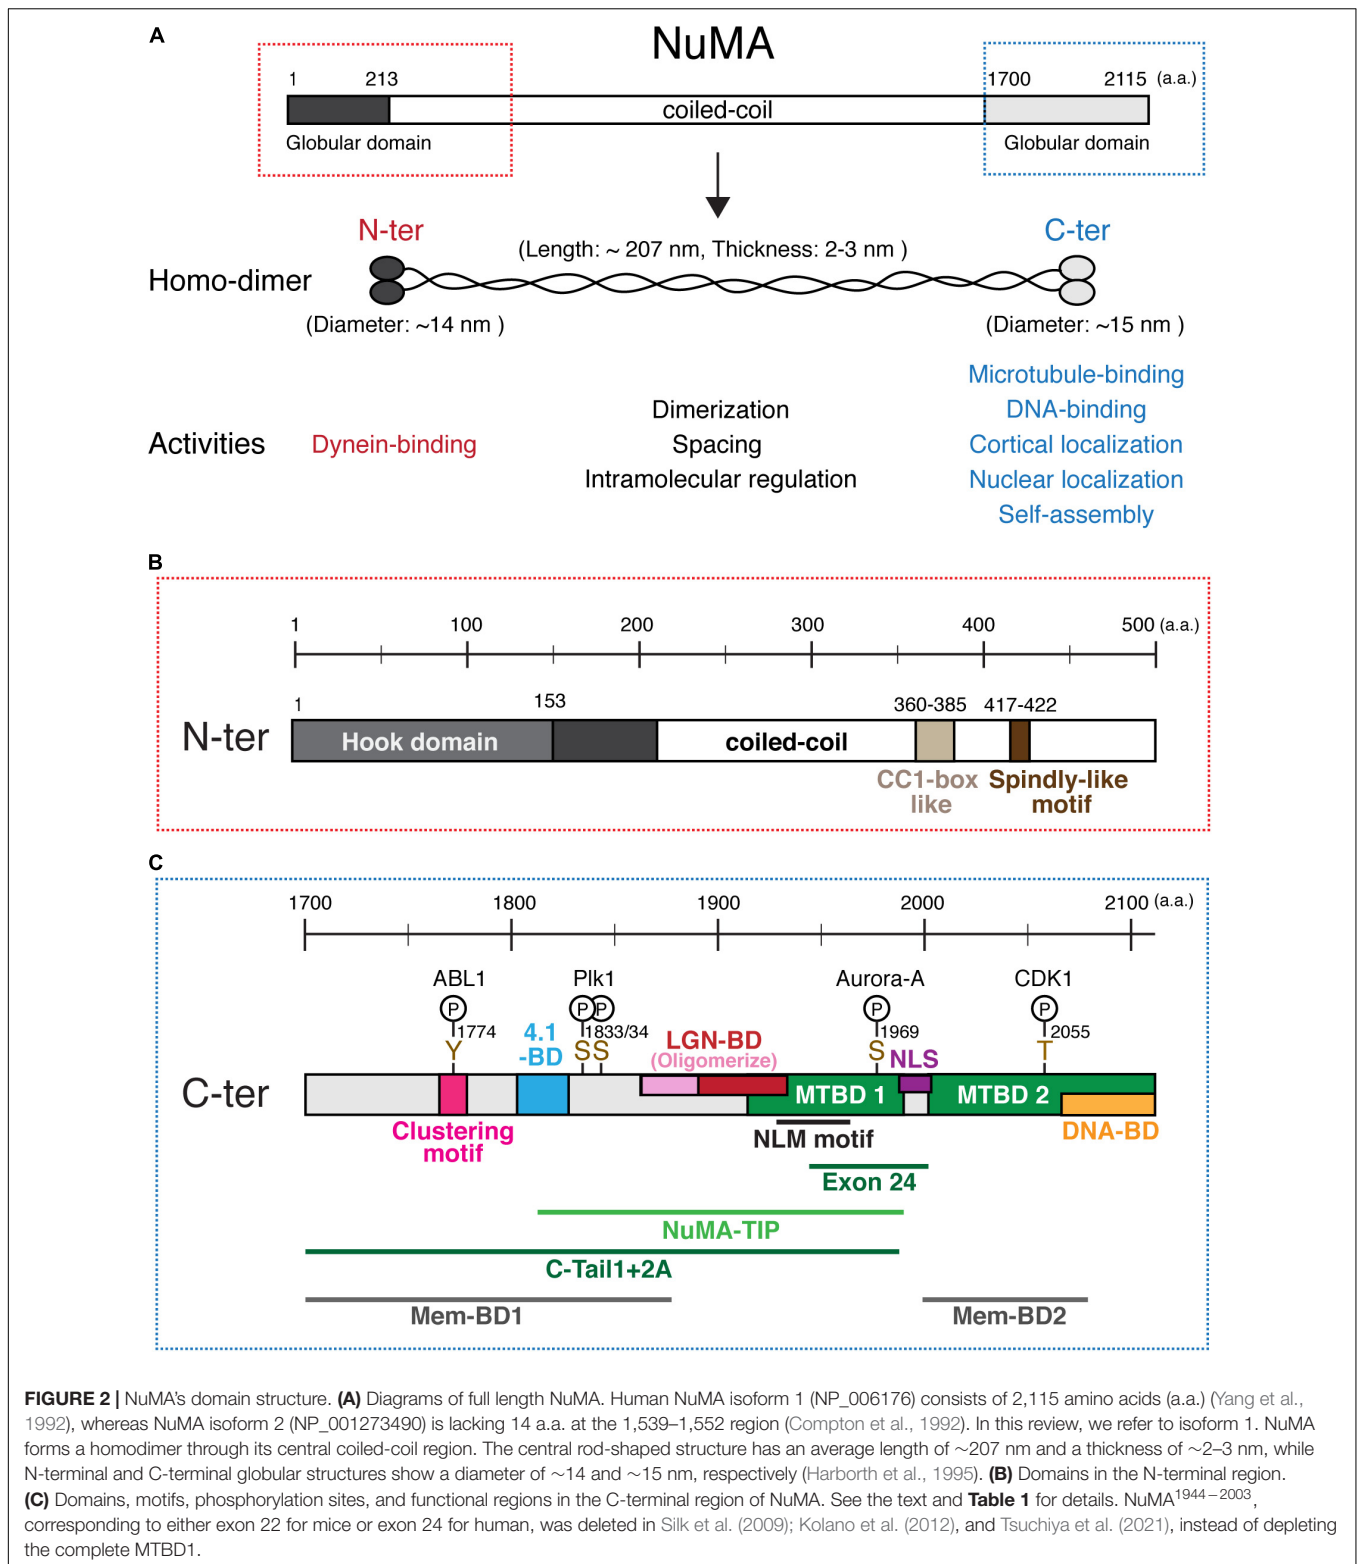 A
NuMA
1 213 1700 2115 (a.a.)
coiled-coil
Globular domain Globular domain
N-ter C-ter
(Length: ~ 207 nm, Thickness: 2-3 nm )
Homo-dimer
(Diameter: ~14 nm ) (Diameter: ~15 nm )
Microtubule-binding
Dimerization DNA-binding
Activities Dynein-binding Spacing Cortical localization
Intramolecular regulation Nuclear localization
Self-assembly
B
1 100 200 300 400 500 (a.a.)
1 153 360-385 417-422
N-ter Hook domain coiled-coil
CC1-box Spindly-like
like motif
C
1700 1800 1900 2000 2100 (a.a.)
ABL1 Plk1 Aurora-A CDK1
P P P P P
1774 4.1 1833/34 LGN-BD 1969 2055
Y -BD S S (Oligomerize) S NLS T
C-ter MTBD 1 MTBD 2
Clustering NLM motif DNA-BD
motif
Exon 24
NuMA-TIP
C-Tail1+2A
Mem-BD1 Mem-BD2
FIGURE 2 | NuMA's domain structure. (A) Diagrams of full length NuMA. Human NuMA isoform 1 (NP_006176) consists of 2,115 amino acids (a.a.) (Yang et al.,
1992), whereas NuMA isoform 2 (NP_001273490) is lacking 14 a.a. at the 1,539–1,552 region (Compton et al., 1992). In this review, we refer to isoform 1. NuMA
forms a homodimer through its central coiled-coil region. The central rod-shaped structure has an average length of ~207 nm and a thickness of ~2–3 nm, while
N-terminal and C-terminal globular structures show a diameter of ~14 and ~15 nm, respectively (Harborth et al., 1995). (B) Domains in the N-terminal region.
(C) Domains, motifs, phosphorylation sites, and functional regions in the C-terminal region of NuMA. See the text and Table 1 for details. NuMA1944−2003,
corresponding to either exon 22 for mice or exon 24 for human, was deleted in Silk et al. (2009); Kolano et al. (2012), and Tsuchiya et al. (2021), instead of depleting
the complete MTBD1.